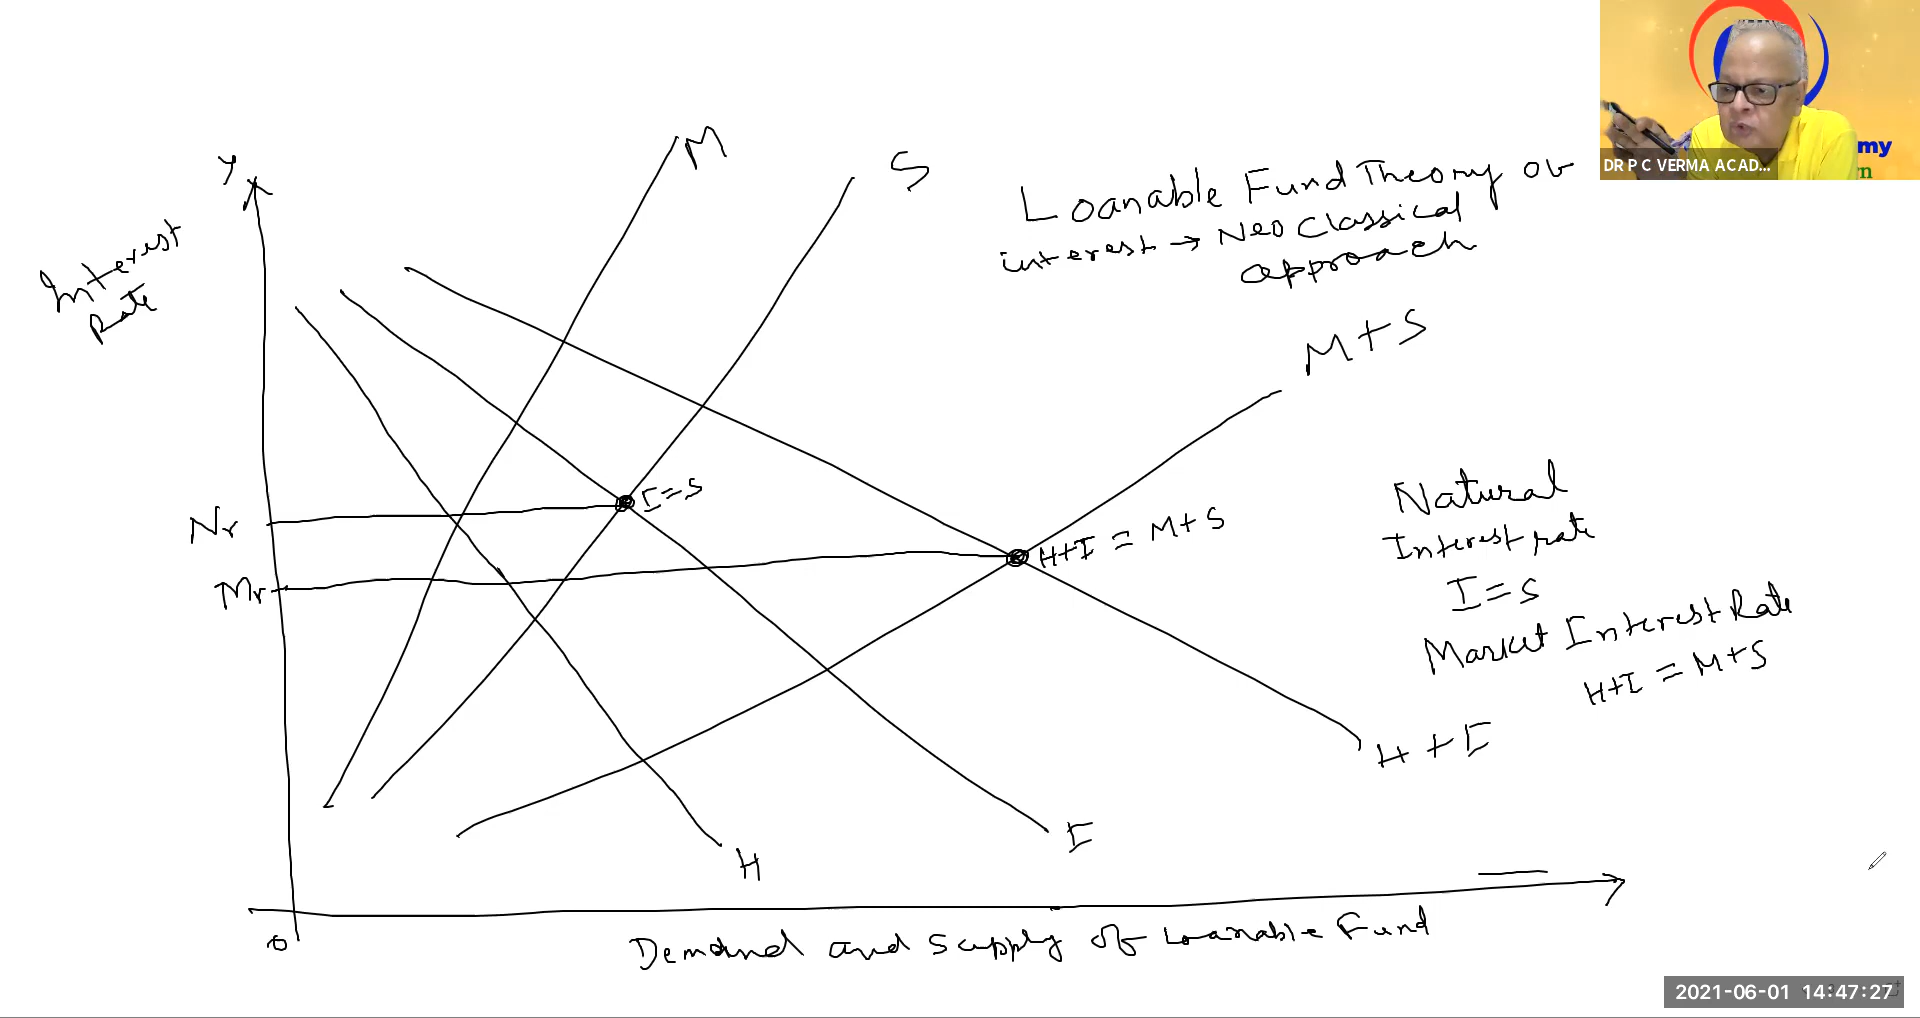 M
S
Y
Interest
Rate
Loanable Fund Theory of
interest → Neo Classical
approach
M+S
Nr
I=S
Mr
H+I = M+S
Natural
Interest rate
I=S
Market Interest Rate
H+I = M+S
H+I
I
H
O
Demand and Supply of Loanable Fund
DR P C VERMA ACAD...
my
n
2021-06-01 14:47:27